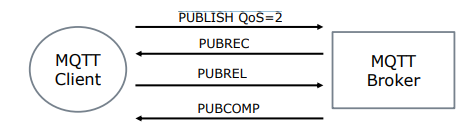 PUBLISH QoS=2
PUBREC
PUBREL
PUBCOMP
MQTT
Client
MQTT
Broker